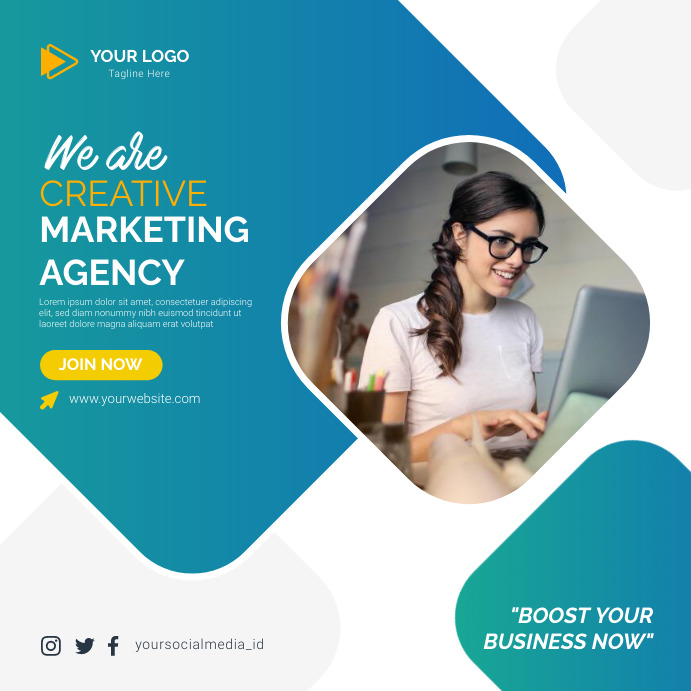 YOUR LOGO
Tagline Here
We are
CREATIVE
MARKETING
AGENCY
Lorem ipsum dolor sit amet, consectetuer adipiscing
elit, sed diam nonummy nibh euismod tincidunt ut
laoreet dolore magna aliquam erat volutpat
JOIN NOW
www.yourwebsite.com
"BOOST YOUR
BUSINESS NOW"
yoursocialmedia_id